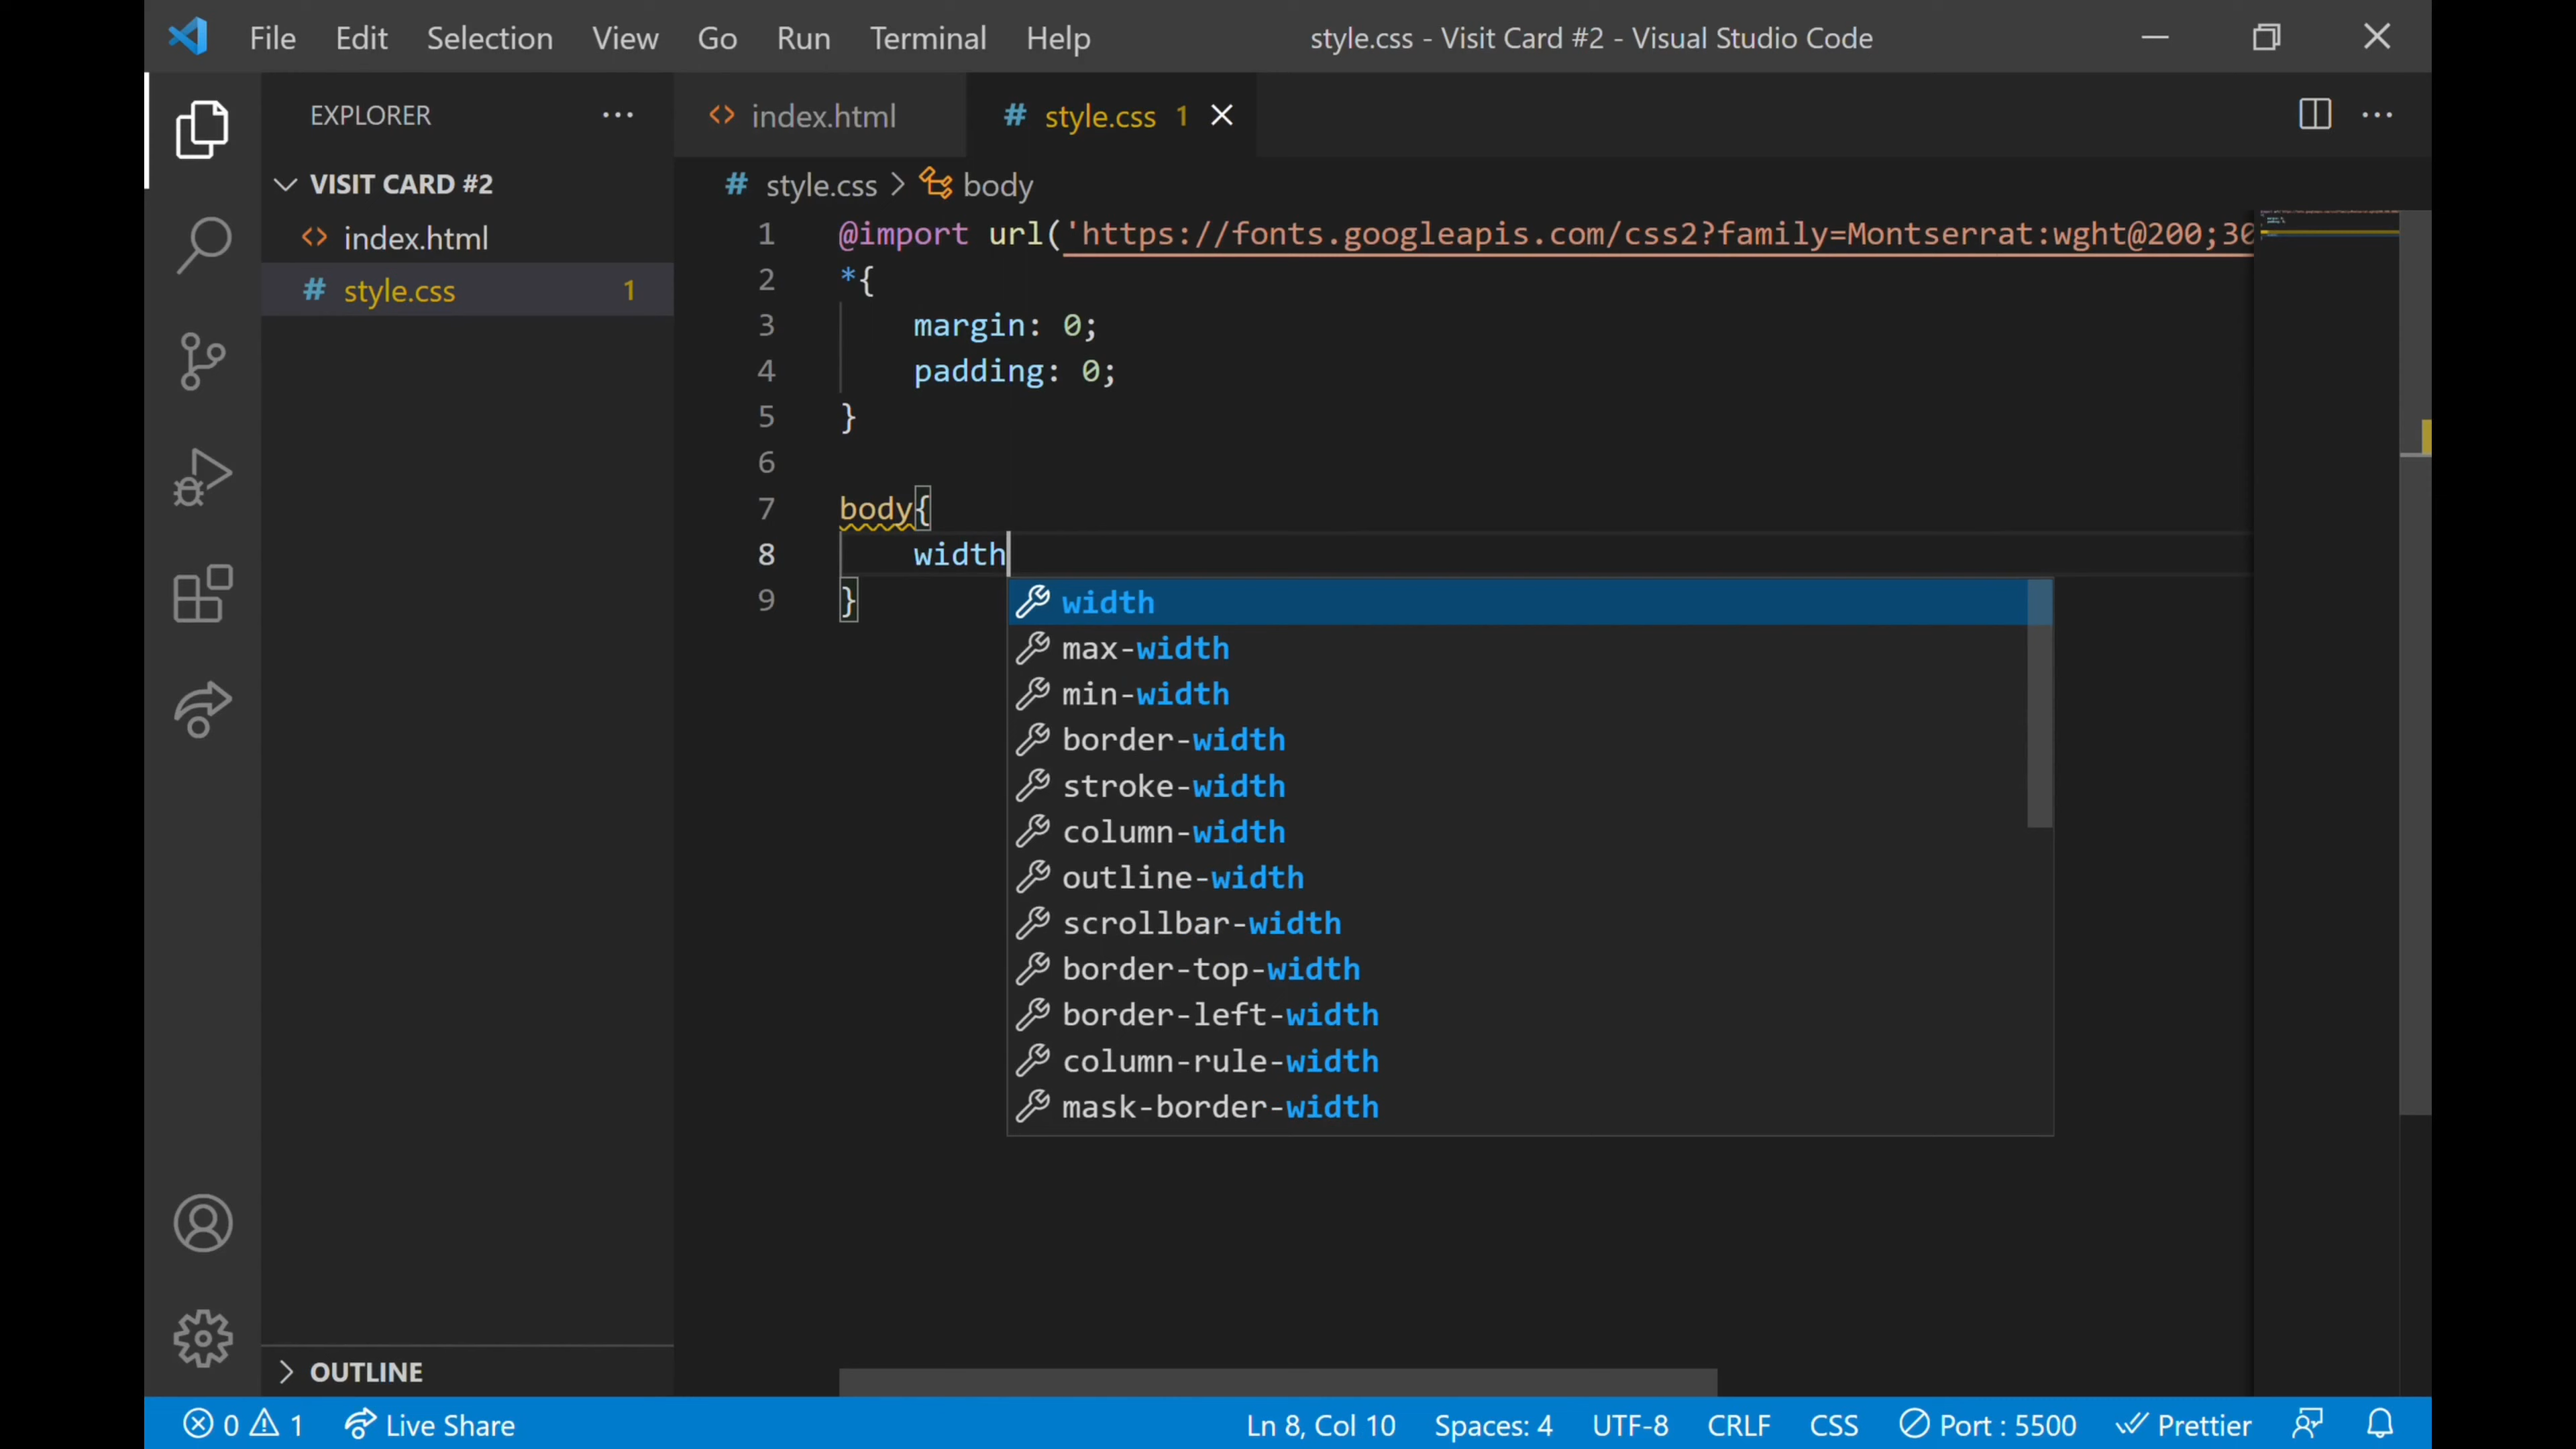 File Edit Selection View Go Run Terminal Help style.css - Visit Card #2 - Visual Studio Code
EXPLORER
index.html
# style.css 1
VISIT CARD #2
index.html
# style.css 1
# style.css > body
1 @import url('https://fonts.googleapis.com/css2?family=Montserrat:wght@200;30
2 *{
3 margin: 0;
4 padding: 0;
5 }
6
7 body{
8 width
9 }
width
max-width
min-width
border-width
stroke-width
column-width
outline-width
scrollbar-width
border-top-width
border-left-width
column-rule-width
mask-border-width
OUTLINE
0 1 Live Share Ln 8, Col 10 Spaces: 4 UTF-8 CRLF CSS Port : 5500 Prettier